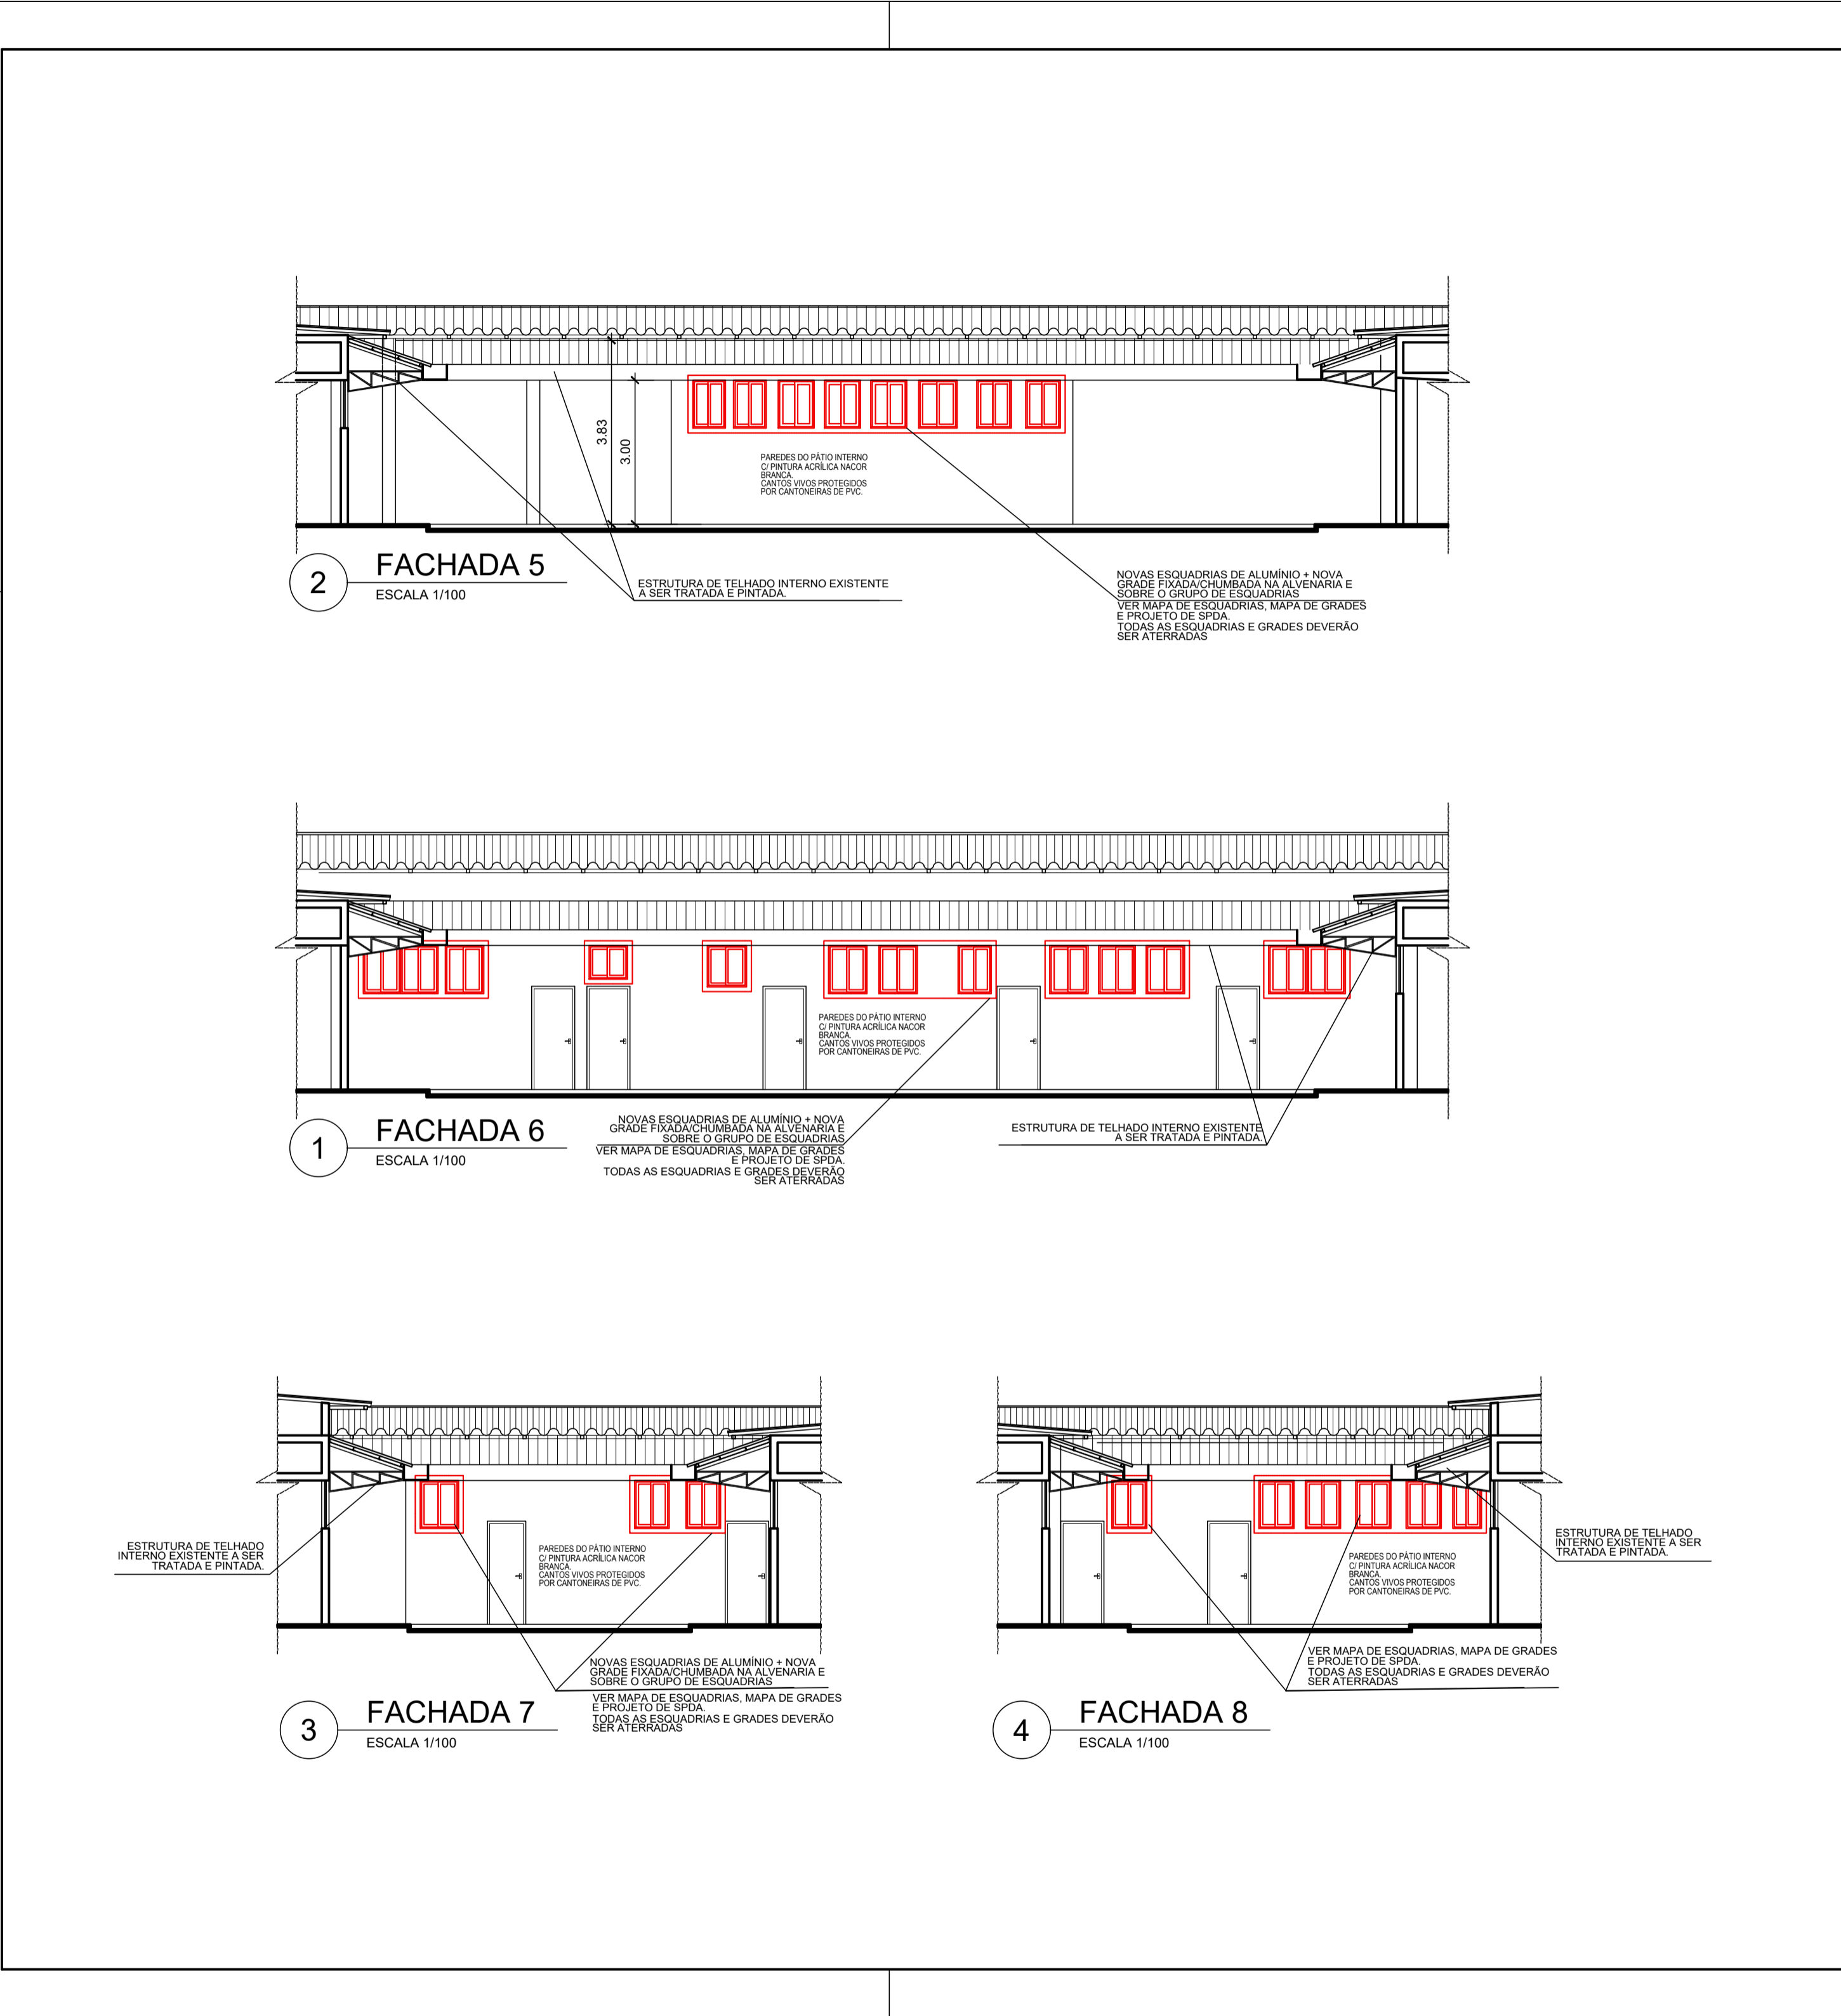 3.83
3.00
PAREDES DO PÁTIO INTERNO
C/ PINTURA ACRÍLICA NACOR
BRANCA.
CANTOS VIVOS PROTEGIDOS
POR CANTONEIRAS DE PVC.
2
FACHADA 5
ESCALA 1/100
ESTRUTURA DE TELHADO INTERNO EXISTENTE
A SER TRATADA E PINTADA.
NOVAS ESQUADRIAS DE ALUMÍNIO + NOVA
GRADE FIXADA/CHUMBADA NA ALVENARIA E
SOBRE O GRUPO DE ESQUADRIAS
VER MAPA DE ESQUADRIAS, MAPA DE GRADES
E PROJETO DE SPDA.
TODAS AS ESQUADRIAS E GRADES DEVERÃO
SER ATERRADAS
PAREDES DO PÁTIO INTERNO
C/ PINTURA ACRÍLICA NACOR
BRANCA.
CANTOS VIVOS PROTEGIDOS
POR CANTONEIRAS DE PVC.
1
FACHADA 6
ESCALA 1/100
NOVAS ESQUADRIAS DE ALUMÍNIO + NOVA
GRADE FIXADA/CHUMBADA NA ALVENARIA E
SOBRE O GRUPO DE ESQUADRIAS
VER MAPA DE ESQUADRIAS, MAPA DE GRADES
E PROJETO DE SPDA.
TODAS AS ESQUADRIAS E GRADES DEVERÃO
SER ATERRADAS
ESTRUTURA DE TELHADO INTERNO EXISTENTE
A SER TRATADA E PINTADA.
ESTRUTURA DE TELHADO
INTERNO EXISTENTE A SER
TRATADA E PINTADA.
PAREDES DO PÁTIO INTERNO
C/ PINTURA ACRÍLICA NACOR
BRANCA.
CANTOS VIVOS PROTEGIDOS
POR CANTONEIRAS DE PVC.
NOVAS ESQUADRIAS DE ALUMÍNIO + NOVA
GRADE FIXADA/CHUMBADA NA ALVENARIA E
SOBRE O GRUPO DE ESQUADRIAS
VER MAPA DE ESQUADRIAS, MAPA DE GRADES
E PROJETO DE SPDA.
TODAS AS ESQUADRIAS E GRADES DEVERÃO
SER ATERRADAS
3
FACHADA 7
ESCALA 1/100
PAREDES DO PÁTIO INTERNO
C/ PINTURA ACRÍLICA NACOR
BRANCA.
CANTOS VIVOS PROTEGIDOS
POR CANTONEIRAS DE PVC.
ESTRUTURA DE TELHADO
INTERNO EXISTENTE A SER
TRATADA E PINTADA.
VER MAPA DE ESQUADRIAS, MAPA DE GRADES
E PROJETO DE SPDA.
TODAS AS ESQUADRIAS E GRADES DEVERÃO
SER ATERRADAS
4
FACHADA 8
ESCALA 1/100